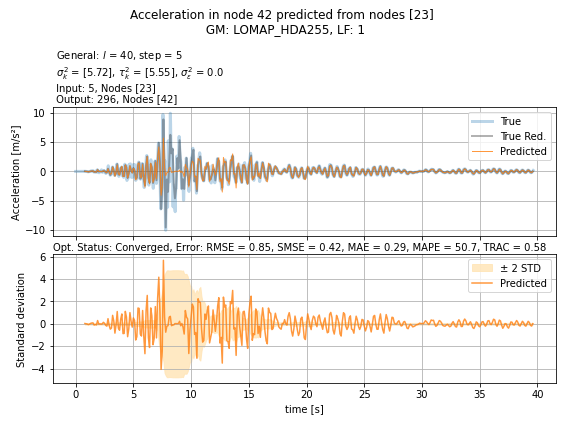 Acceleration in node 42 predicted from nodes [23]
GM: LOMAP_HDA255, LF: 1
General: l = 40, step = 5
σ_k² = [5.72], τ_k² = [5.55], σ_ε² = 0.0
Input: 5, Nodes [23]
Output: 296, Nodes [42]
10
5
0
−5
−10
Acceleration [m/s²]
True
True Red.
Predicted
Opt. Status: Converged, Error: RMSE = 0.85, SMSE = 0.42, MAE = 0.29, MAPE = 50.7, TRAC = 0.58
6
4
2
0
−2
−4
Standard deviation
± 2 STD
Predicted
0 5 10 15 20 25 30 35 40
time [s]